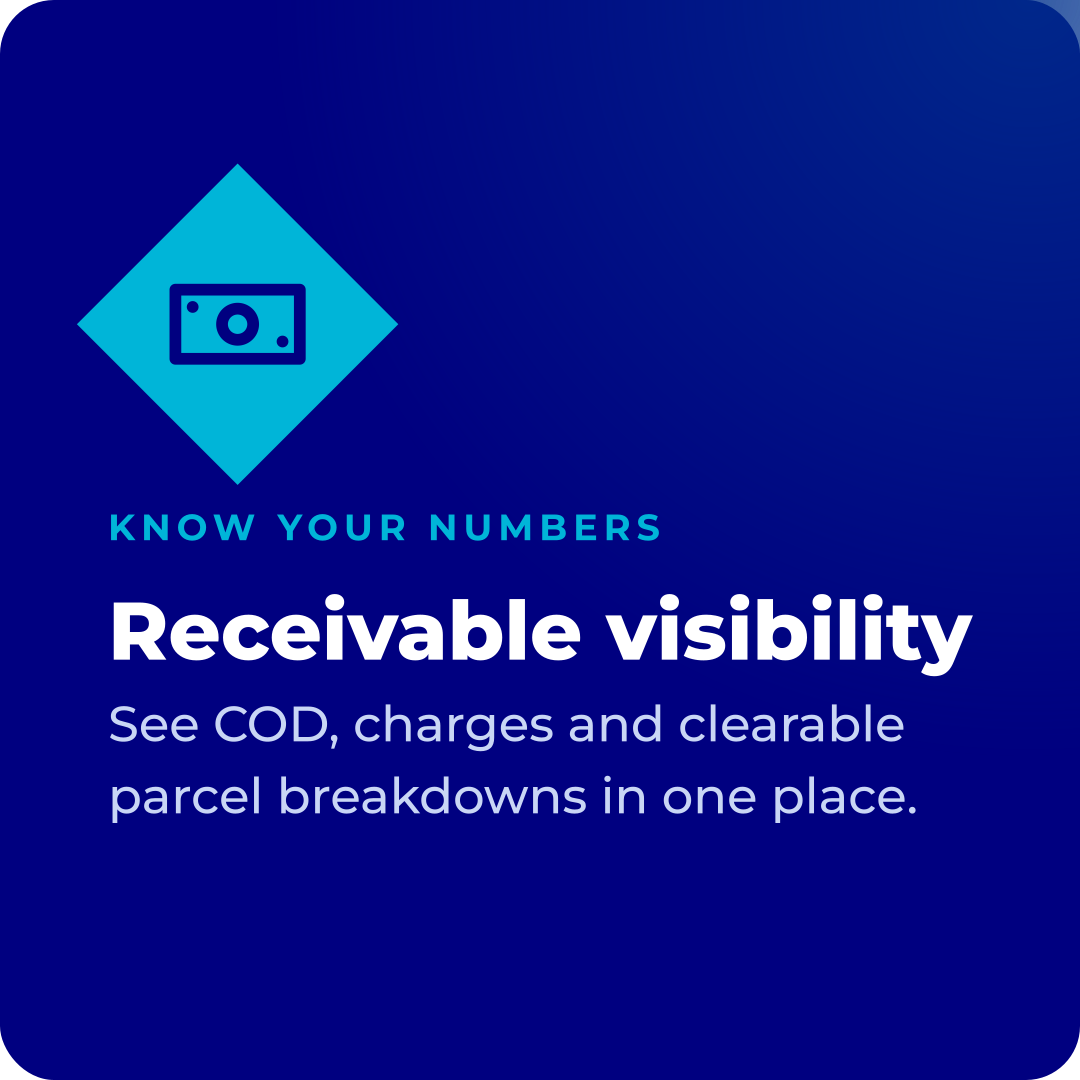 KNOW YOUR NUMBERS
Receivable visibility
See COD, charges and clearable
parcel breakdowns in one place.